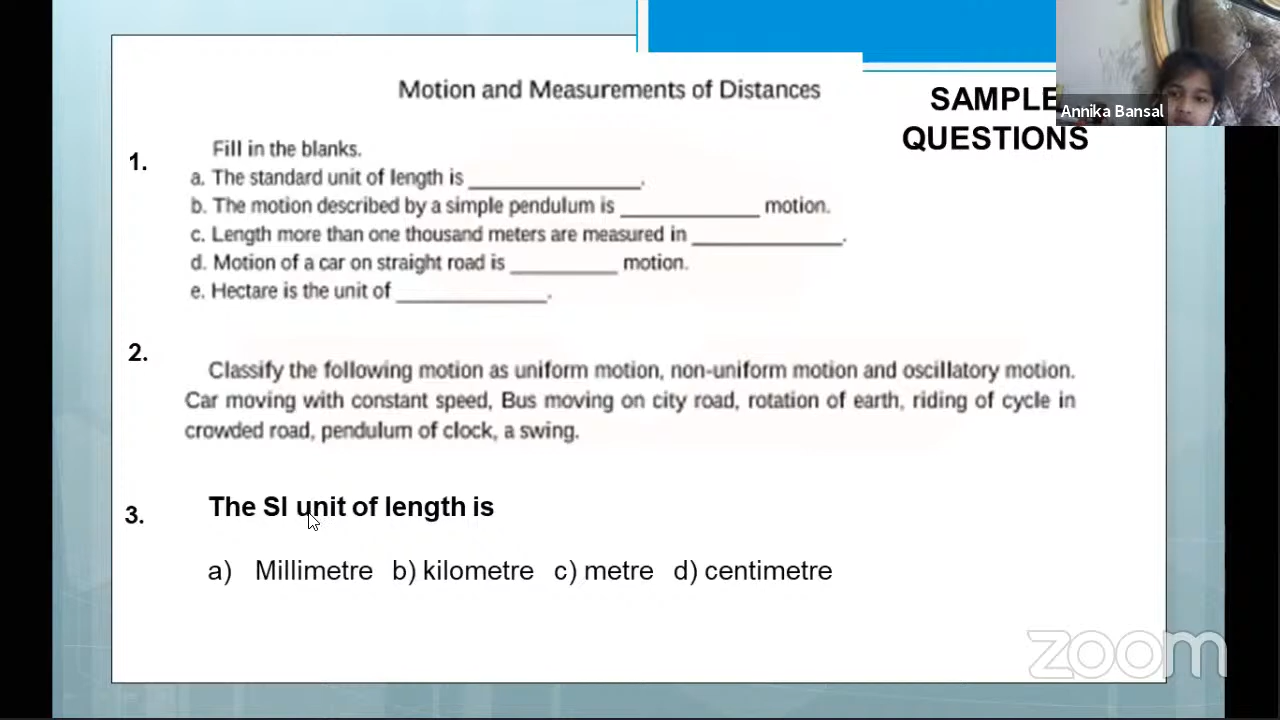 Motion and Measurements of Distances
SAMPLE
QUESTIONS
Annika Bansal
1. Fill in the blanks.
a. The standard unit of length is ____________.
b. The motion described by a simple pendulum is __________ motion.
c. Length more than one thousand meters are measured in ___________.
d. Motion of a car on straight road is ________ motion.
e. Hectare is the unit of ___________.
2. Classify the following motion as uniform motion, non-uniform motion and oscillatory motion.
Car moving with constant speed, Bus moving on city road, rotation of earth, riding of cycle in
crowded road, pendulum of clock, a swing.
3. The SI unit of length is
a) Millimetre b) kilometre c) metre d) centimetre
zoom